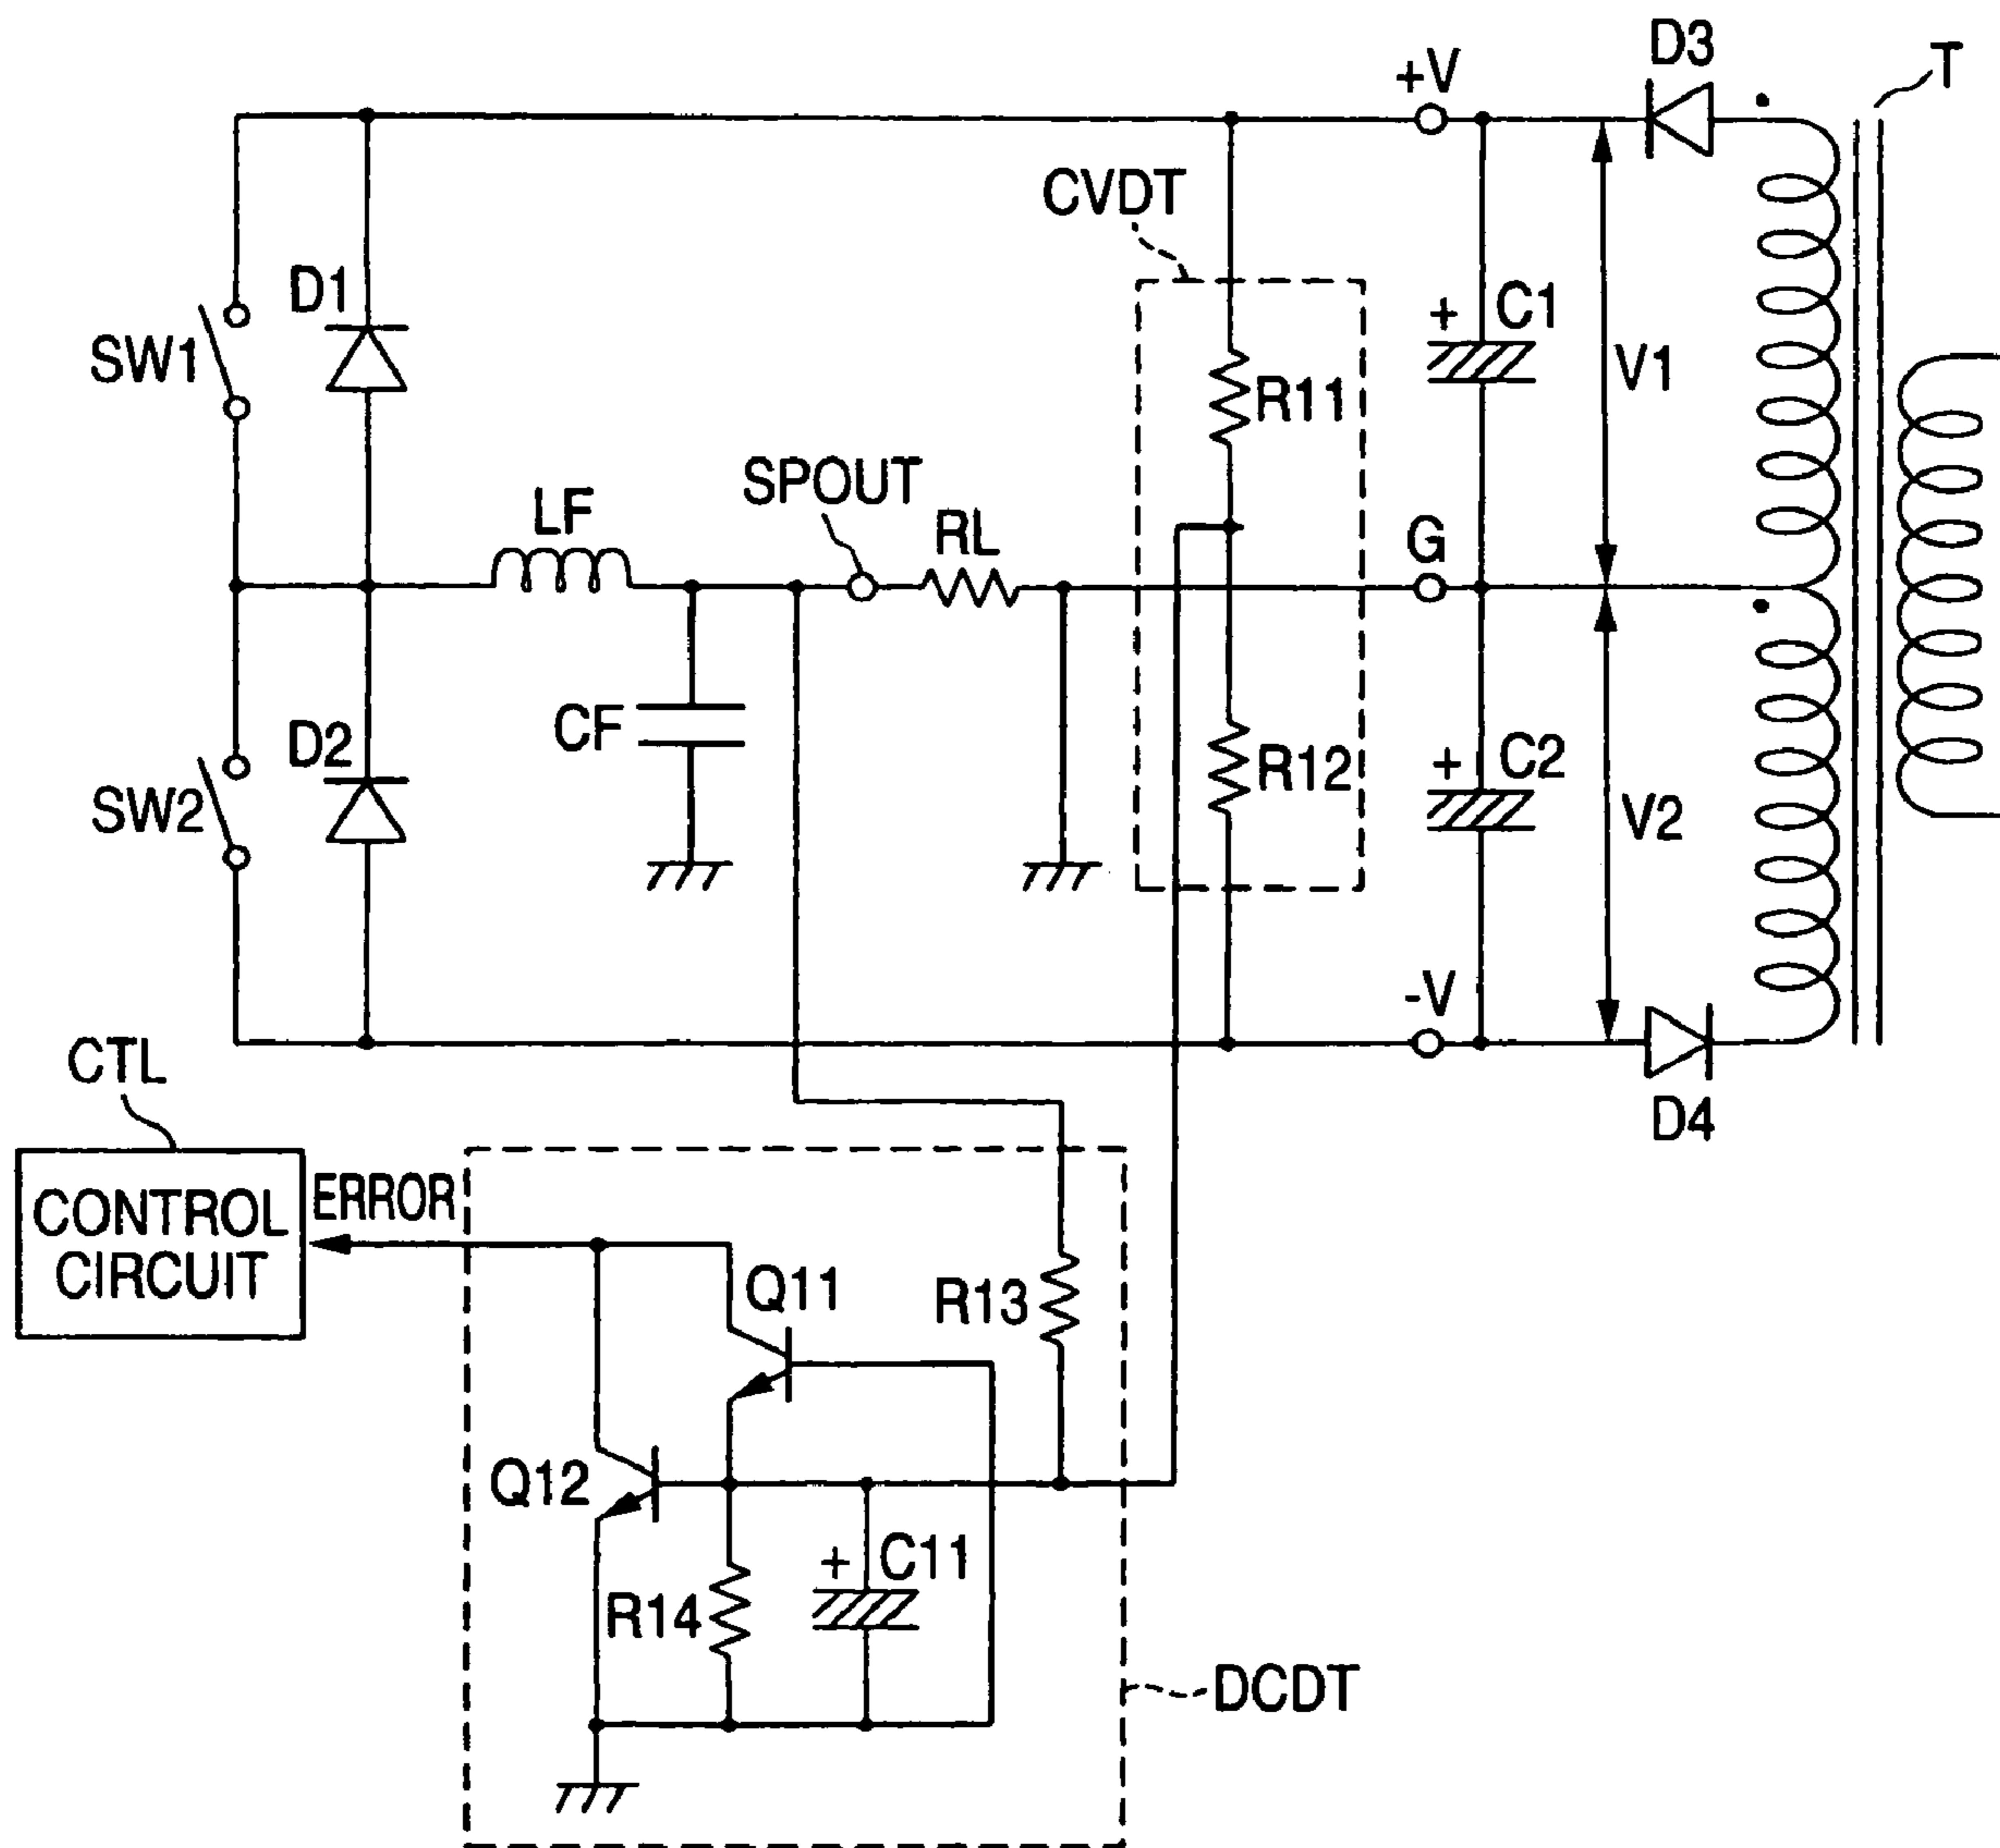 D3
T
+V
CVDT
D1
+ C1
SW1
V1
R11
SPOUT
LF
RL
G
CF
D2
R12
+ C2
SW2
V2
-V
CTL
D4
CONTROL
CIRCUIT
ERROR
Q11
R13
Q12
+ C11
R14
DCDT